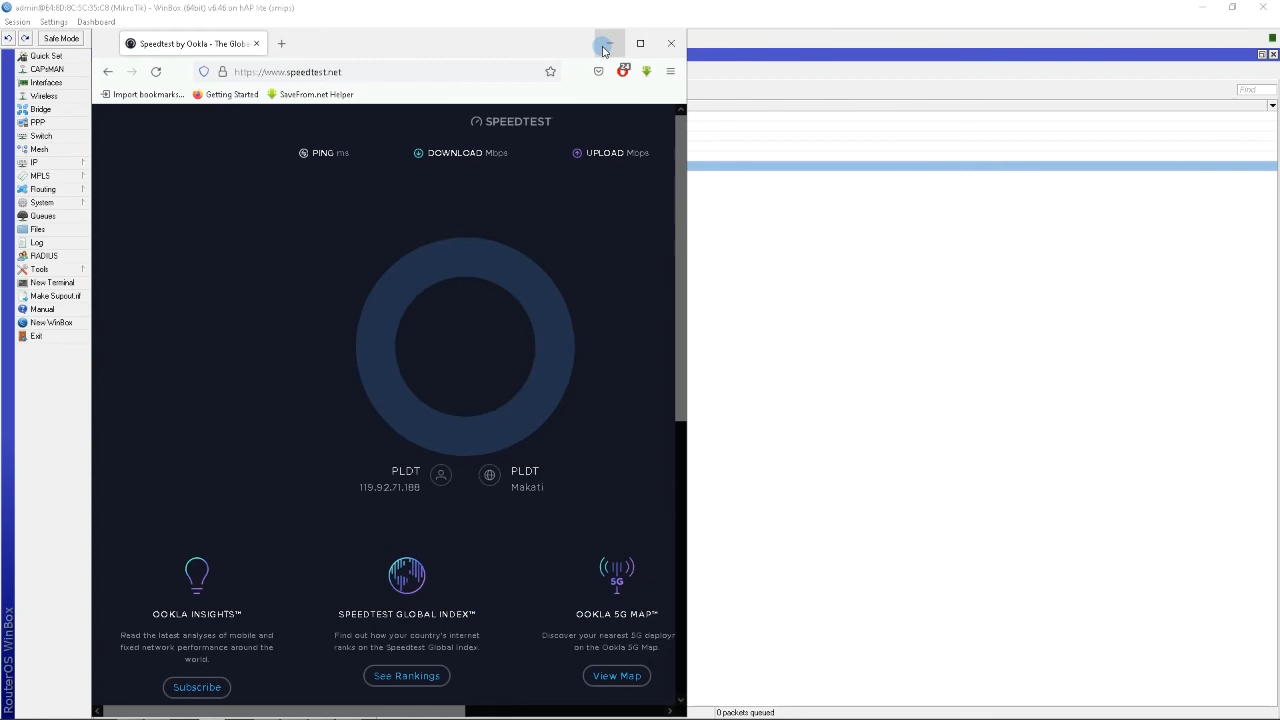 admin@64:8D:8C:5C:35:C8 (MikroTik) - WinBox (64bit) v6.46 on hAP lite (smips)
Session Settings Dashboard
Safe Mode
Quick Set
CAPsMAN
Interfaces
Wireless
Bridge
PPP
Switch
Mesh
IP
MPLS
Routing
System
Queues
Files
Log
RADIUS
Tools
New Terminal
Make Supout.rif
Manual
New WinBox
Exit
RouterOS WinBox
Speedtest by Ookla - The Globa
https://www.speedtest.net
24
Import bookmarks... Getting Started SaveFrom.net Helper
SPEEDTEST
PING ms DOWNLOAD Mbps UPLOAD Mbps
PLDT
119.92.71.188
PLDT
Makati
OOKLA INSIGHTS™
Read the latest analyses of mobile and
fixed network performance around the
world.
Subscribe
SPEEDTEST GLOBAL INDEX™
Find out how your country's internet
ranks on the Speedtest Global Index.
See Rankings
5G
OOKLA 5G MAP™
Discover your nearest 5G deployn
on the Ookla 5G Map.
View Map
Find
0 packets queued